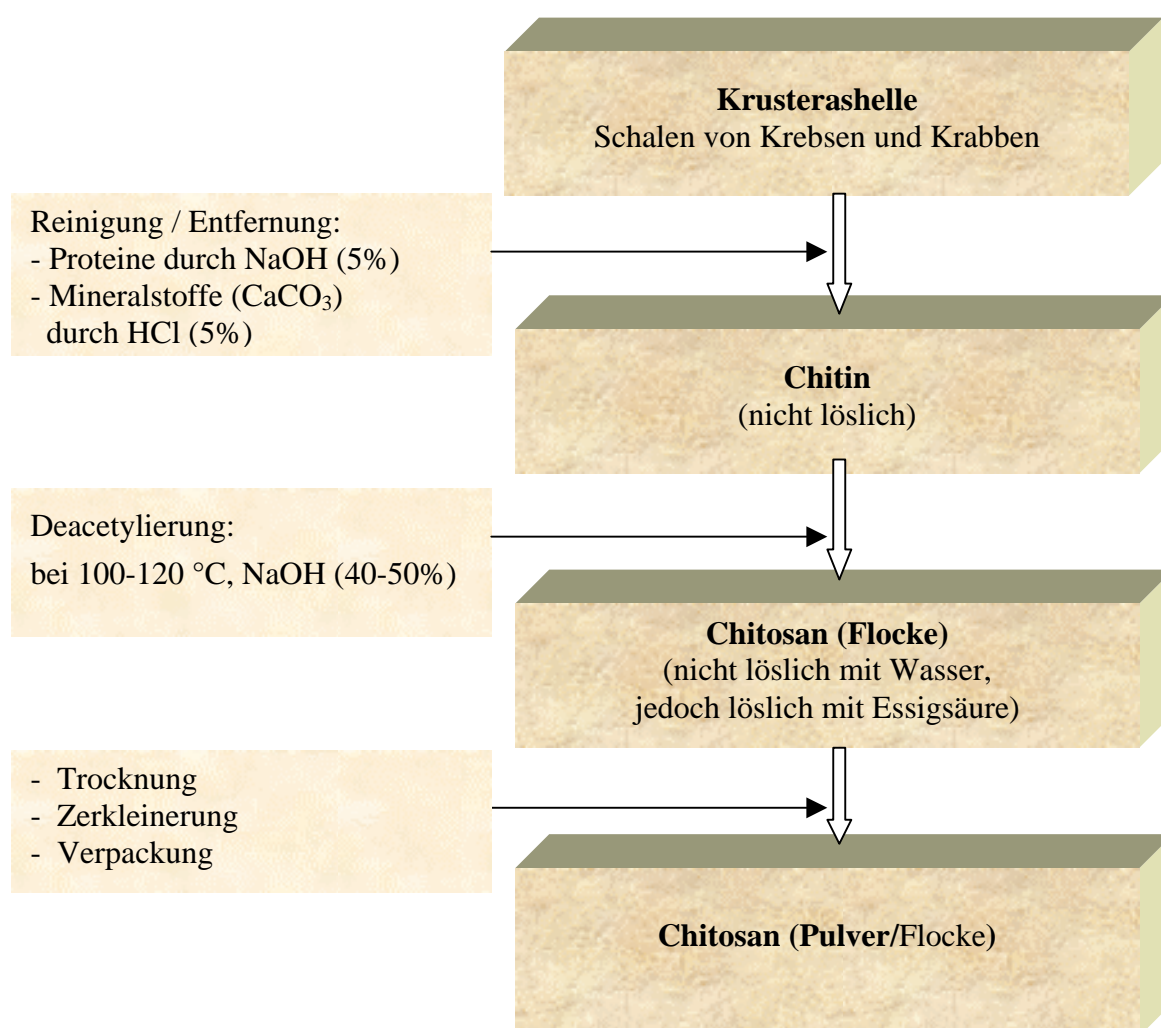 Krusterashelle
Schalen von Krebsen und Krabben
Reinigung / Entfernung:
- Proteine durch NaOH (5%)
- Mineralstoffe (CaCO₃)
durch HCl (5%)
Chitin
(nicht löslich)
Deacetylierung:
bei 100-120 °C, NaOH (40-50%)
Chitosan (Flocke)
(nicht löslich mit Wasser,
jedoch löslich mit Essigsäure)
- Trocknung
- Zerkleinerung
- Verpackung
Chitosan (Pulver/Flocke)